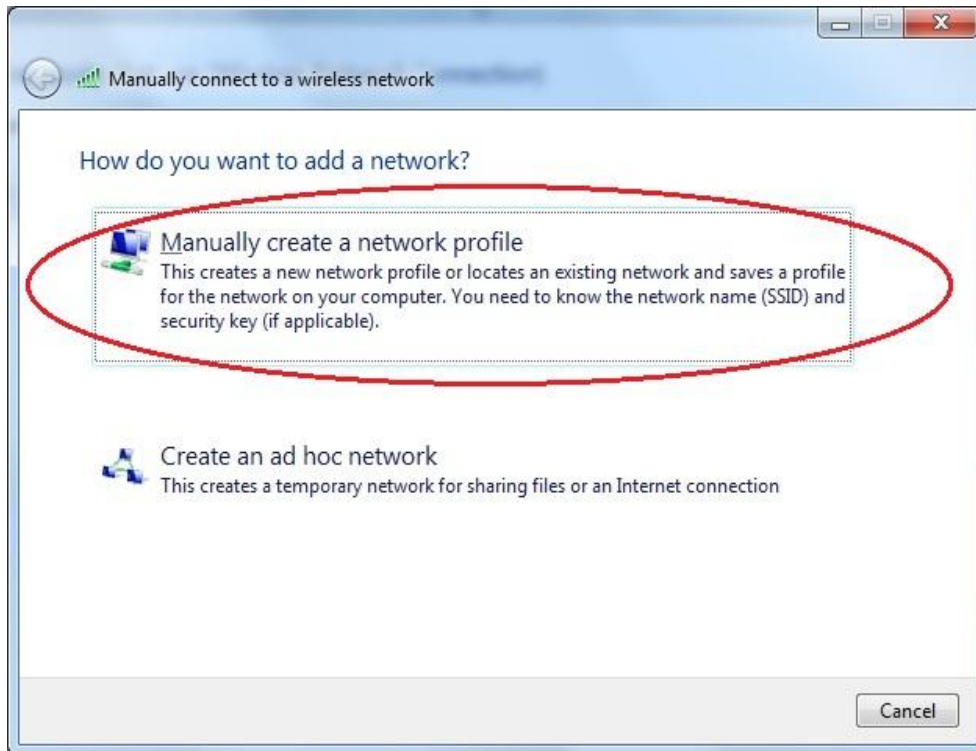 Manually connect to a wireless network
How do you want to add a network?
Manually create a network profile
This creates a new network profile or locates an existing network and saves a profile
for the network on your computer. You need to know the network name (SSID) and
security key (if applicable).
Create an ad hoc network
This creates a temporary network for sharing files or an Internet connection
Cancel